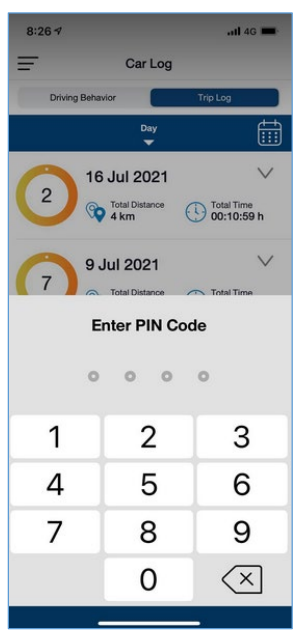 8:26 4G
Car Log
Driving Behavior Trip Log
Day
2
16 Jul 2021
Total Distance Total Time
4 km 00:10:59 h
7
9 Jul 2021
Total Distance Total Time
Enter PIN Code
1 2 3
4 5 6
7 8 9
0